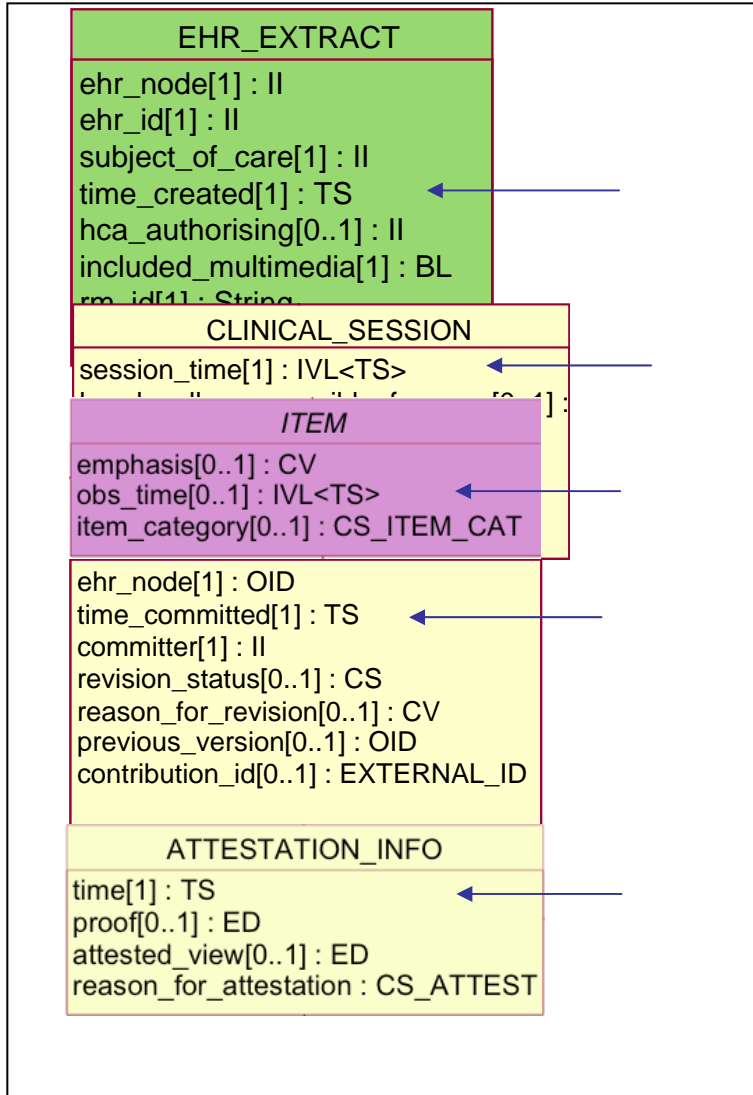 EHR_EXTRACT
ehr_node[1] : II
ehr_id[1] : II
subject_of_care[1] : II
time_created[1] : TS
hca_authorising[0..1] : II
included_multimedia[1] : BL
rm_id[1] : String
CLINICAL_SESSION
session_time[1] : IVL<TS>
ITEM
emphasis[0..1] : CV
obs_time[0..1] : IVL<TS>
item_category[0..1] : CS_ITEM_CAT
ehr_node[1] : OID
time_committed[1] : TS
committer[1] : II
revision_status[0..1] : CS
reason_for_revision[0..1] : CV
previous_version[0..1] : OID
contribution_id[0..1] : EXTERNAL_ID
ATTESTATION_INFO
time[1] : TS
proof[0..1] : ED
attested_view[0..1] : ED
reason_for_attestation : CS_ATTEST